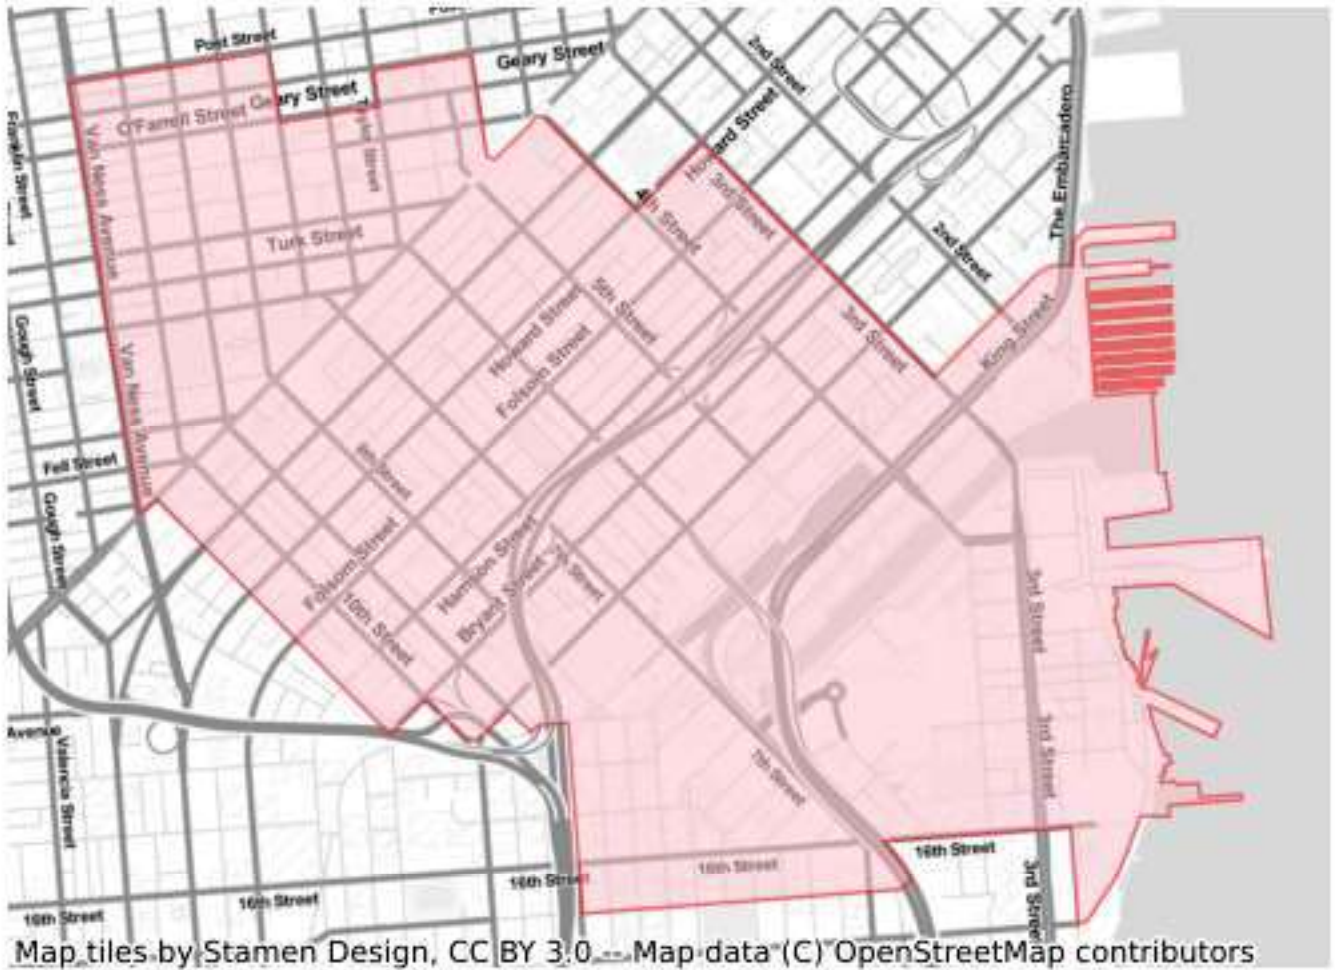 Post Street
Geary Street
2nd Street
O'Farrell Street
Geary Street
Taylor Street
Howard Street
The Embarcadero
Franklin Street
Van Ness Avenue
3rd Street
4th Street
Turk Street
2nd Street
5th Street
Howard Street
Folsom Street
3rd Street
King Street
Gough Street
Van Ness Avenue
Fell Street
8th Street
Gough Street
Folsom Street
Harrison Street
7th Street
Bryant Street
10th Street
3rd Street
Avenue
Valencia Street
3rd Street
7th Street
16th Street
16th Street
16th Street
16th Street
16th Street
3rd Street
Map tiles by Stamen Design, CC BY 3.0 -- Map data (C) OpenStreetMap contributors